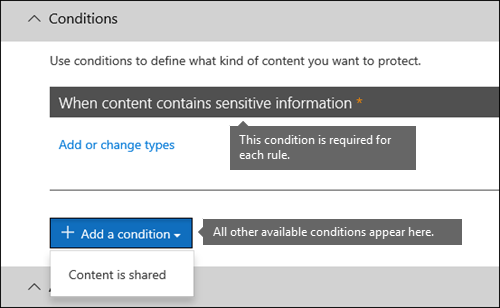 Conditions
Use conditions to define what kind of content you want to protect.
When content contains sensitive information *
Add or change types
This condition is required for
each rule.
+ Add a condition
All other available conditions appear here.
Content is shared